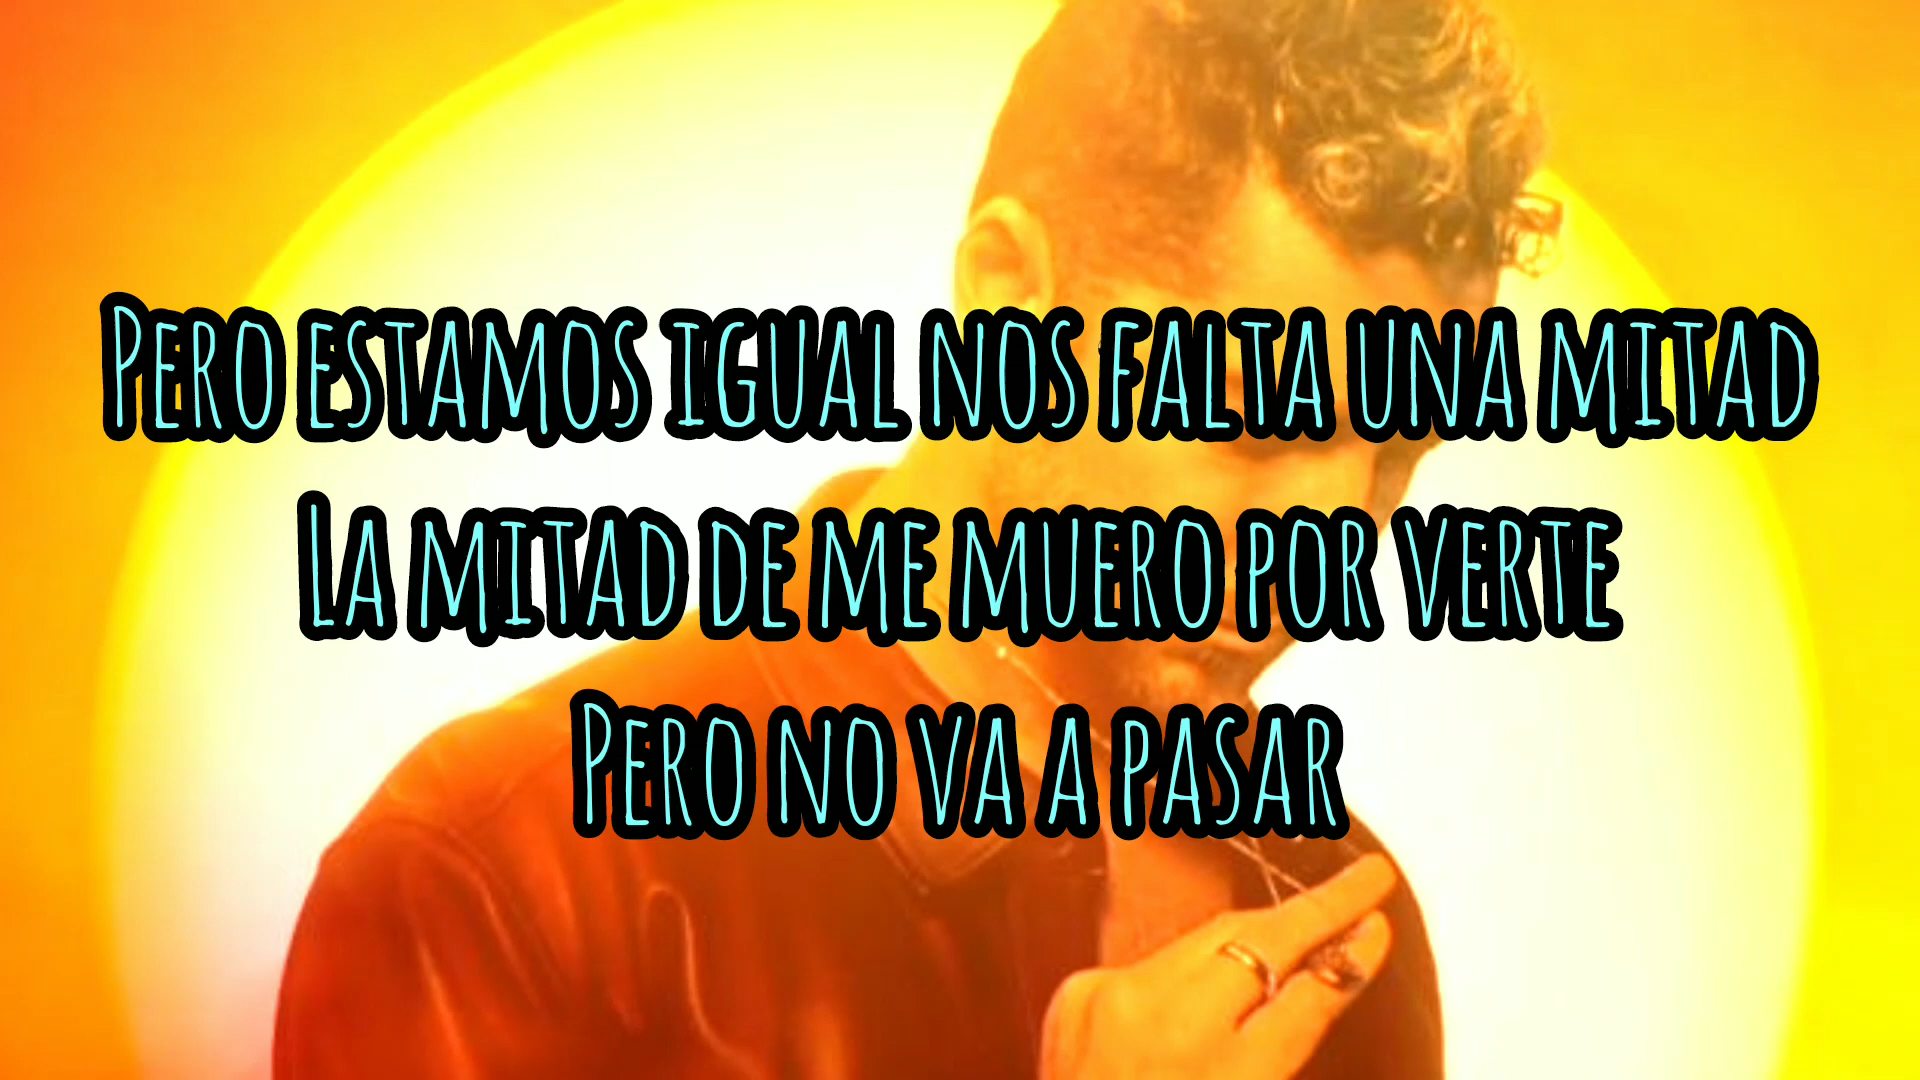 Pero estamos igual nos falta una mitad
La mitad de me muero por verte
Pero no va a pasar